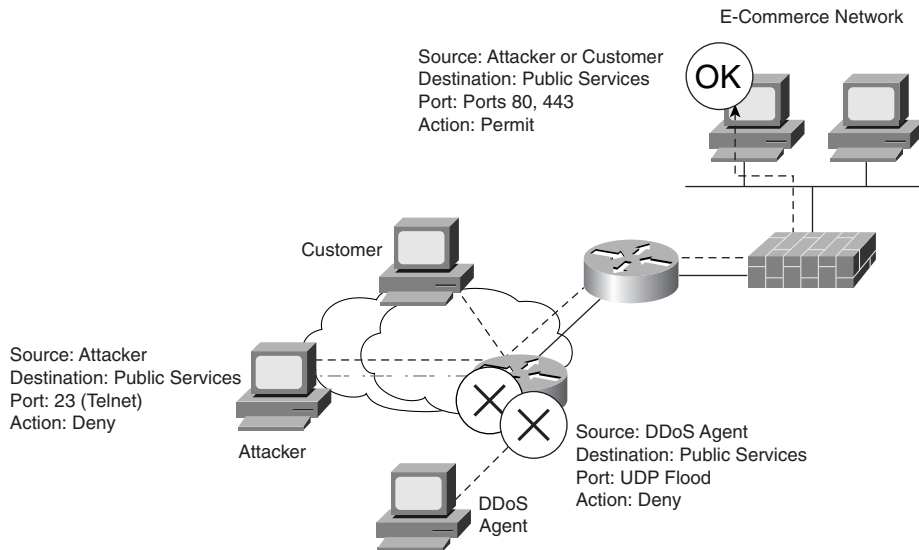 E-Commerce Network
Source: Attacker or Customer
Destination: Public Services
Port: Ports 80, 443
Action: Permit
OK
Customer
Source: Attacker
Destination: Public Services
Port: 23 (Telnet)
Action: Deny
Attacker
Source: DDoS Agent
Destination: Public Services
Port: UDP Flood
Action: Deny
DDoS
Agent